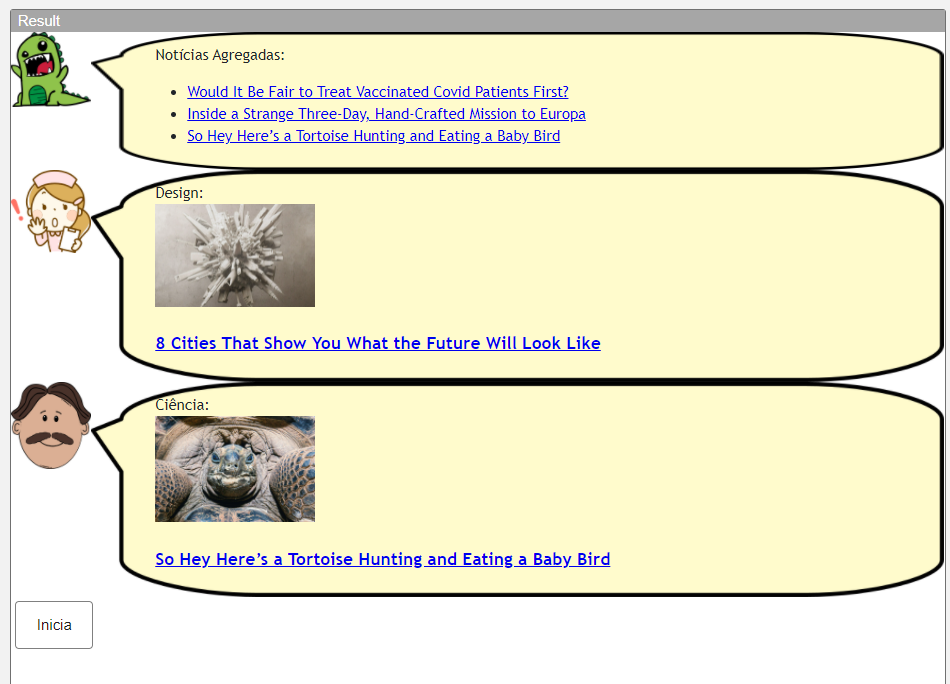 Result
Notícias Agregadas:
Would It Be Fair to Treat Vaccinated Covid Patients First?
Inside a Strange Three-Day, Hand-Crafted Mission to Europa
So Hey Here’s a Tortoise Hunting and Eating a Baby Bird
Design:
8 Cities That Show You What the Future Will Look Like
Ciência:
So Hey Here’s a Tortoise Hunting and Eating a Baby Bird
Inicia